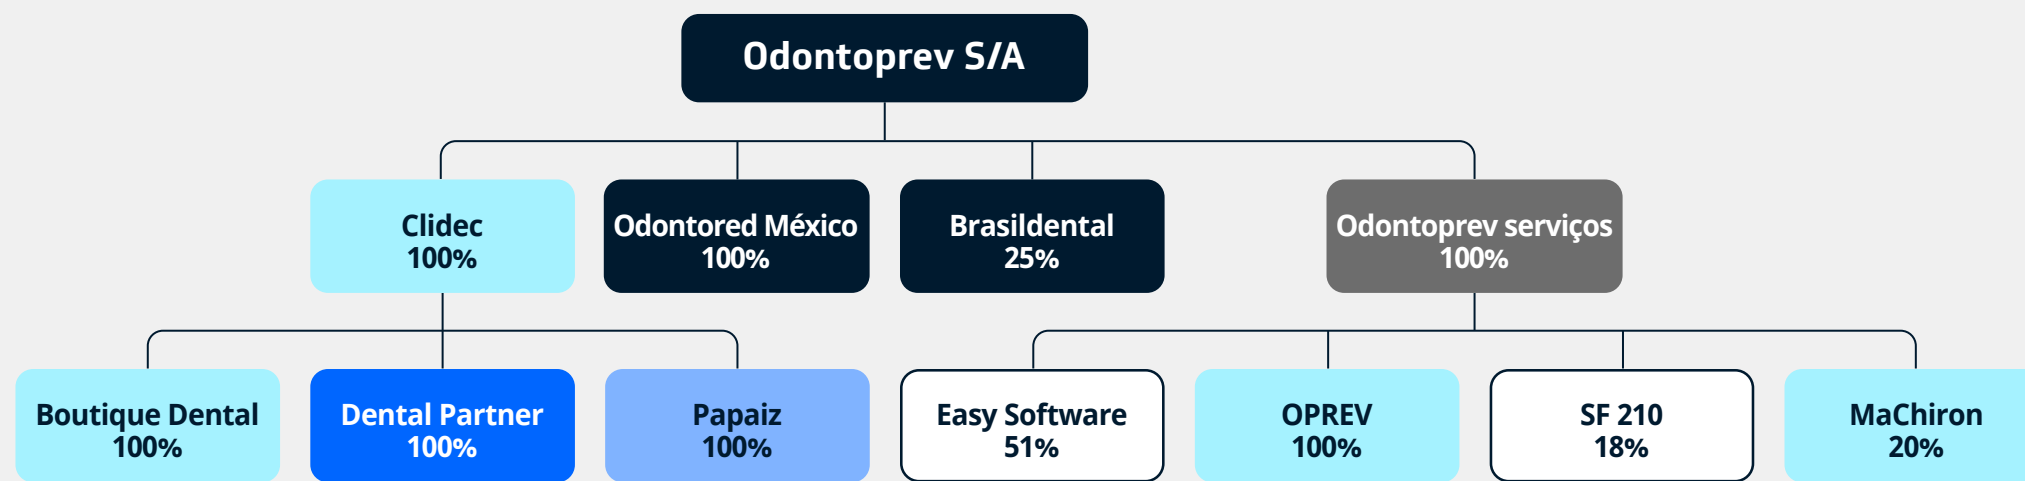 Odontoprev S/A
Clidec
100%
Odontored México
100%
Brasildental
25%
Odontoprev serviços
100%
Boutique Dental
100%
Dental Partner
100%
Papaiz
100%
Easy Software
51%
OPREV
100%
SF 210
18%
MaChiron
20%